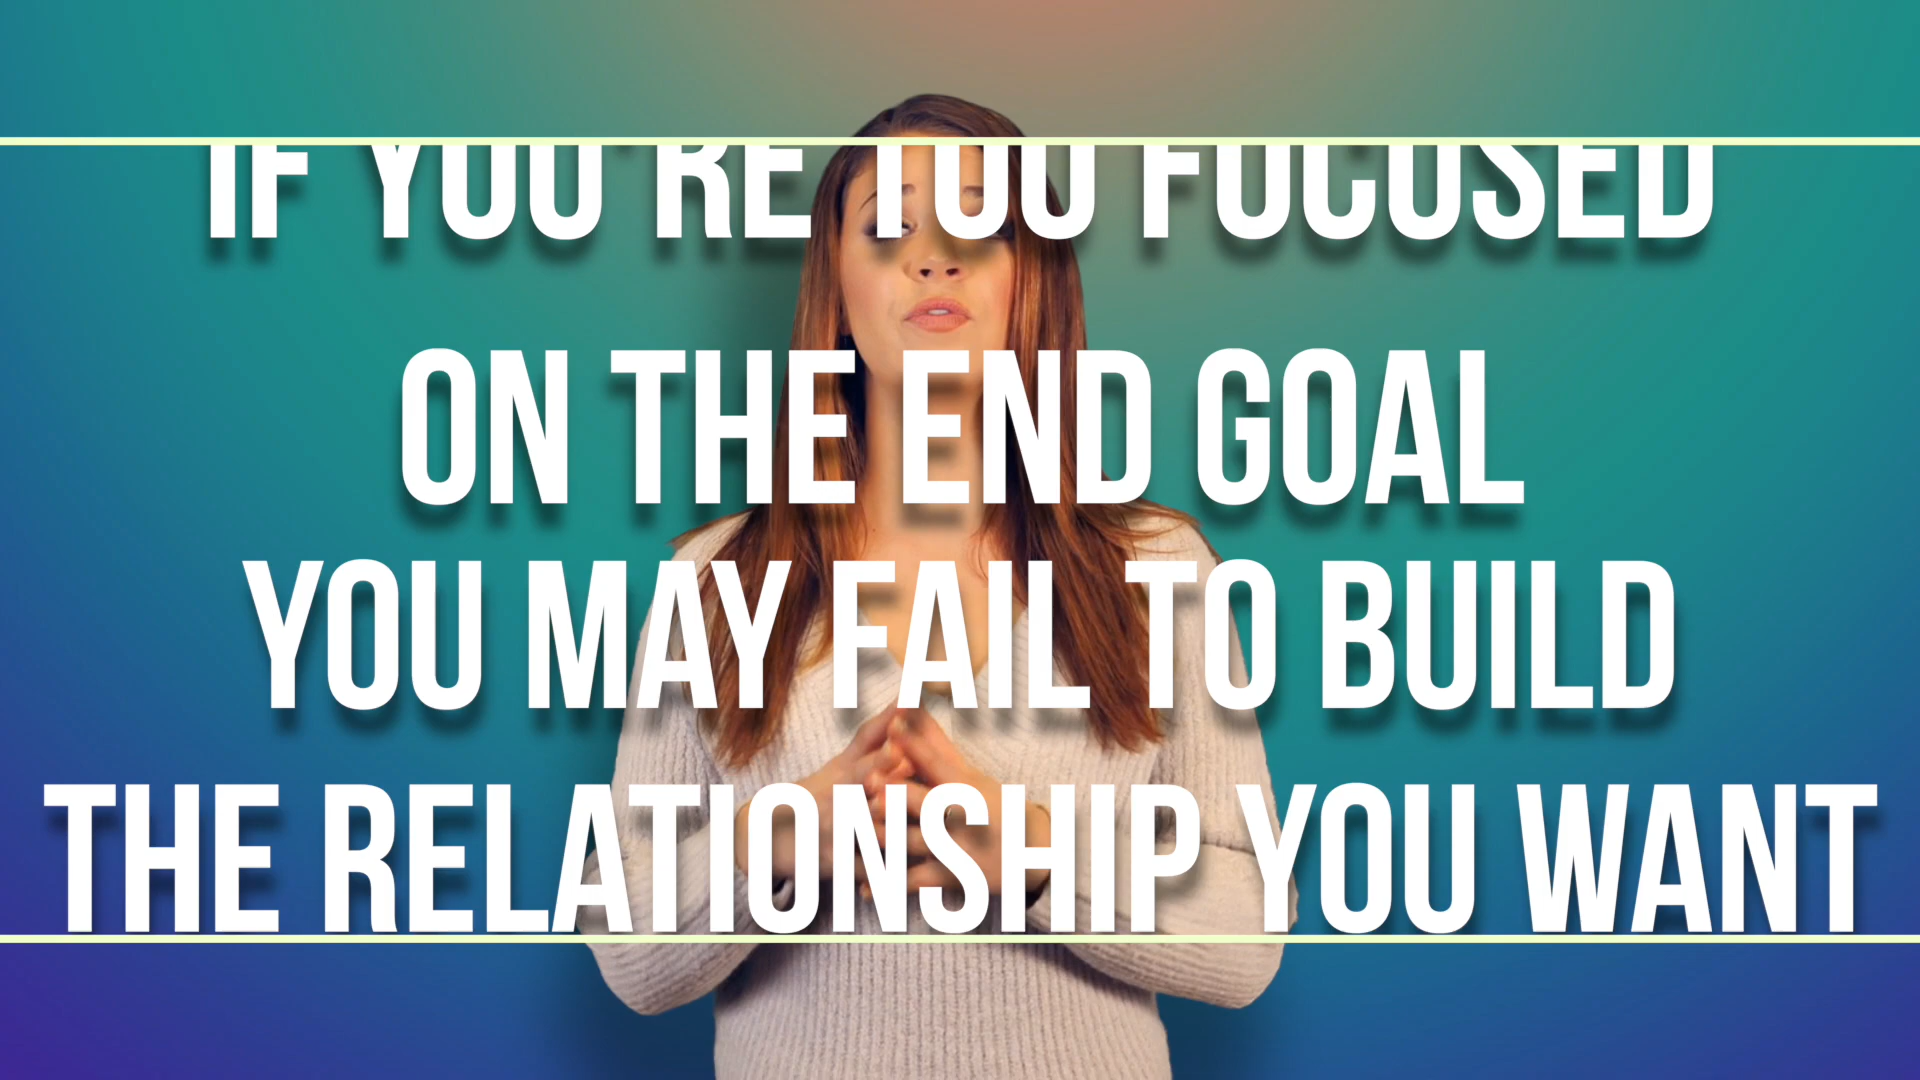 IF YOU'RE TOO FOCUSED
ON THE END GOAL
YOU MAY FAIL TO BUILD
THE RELATIONSHIP YOU WANT